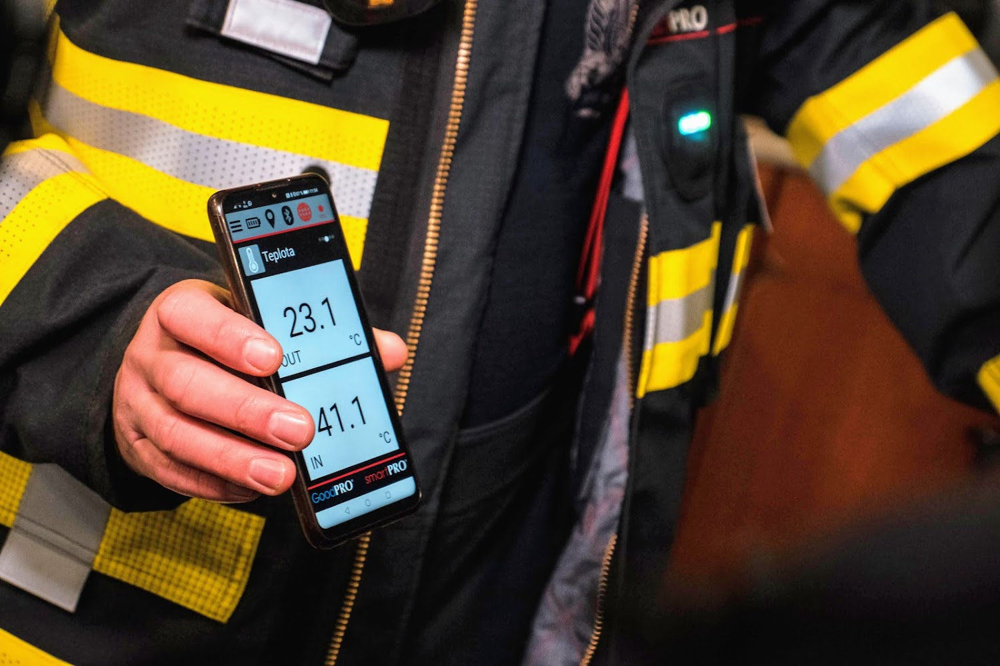 PRO
Teplota
23.1
°C
OUT
41.1
°C
IN
GoodPRO® smartPRO®